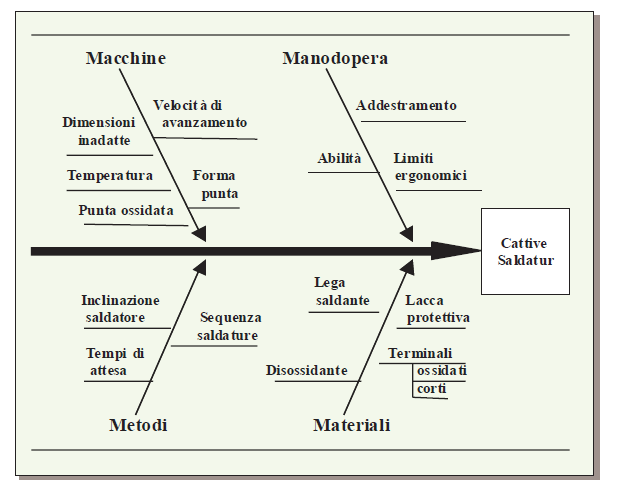 Macchine
Manodopera
Velocità di
avanzamento
Dimensioni
inadatte
Temperatura
Forma
punta
Punta ossidata
Addestramento
Abilità
Limiti
ergonomici
Cattive
Saldatur
Inclinazione
saldatore
Sequenza
saldature
Tempi di
attesa
Lega
saldante
Lacca
protettiva
Terminali
ossidati
corti
Disossidante
Metodi
Materiali